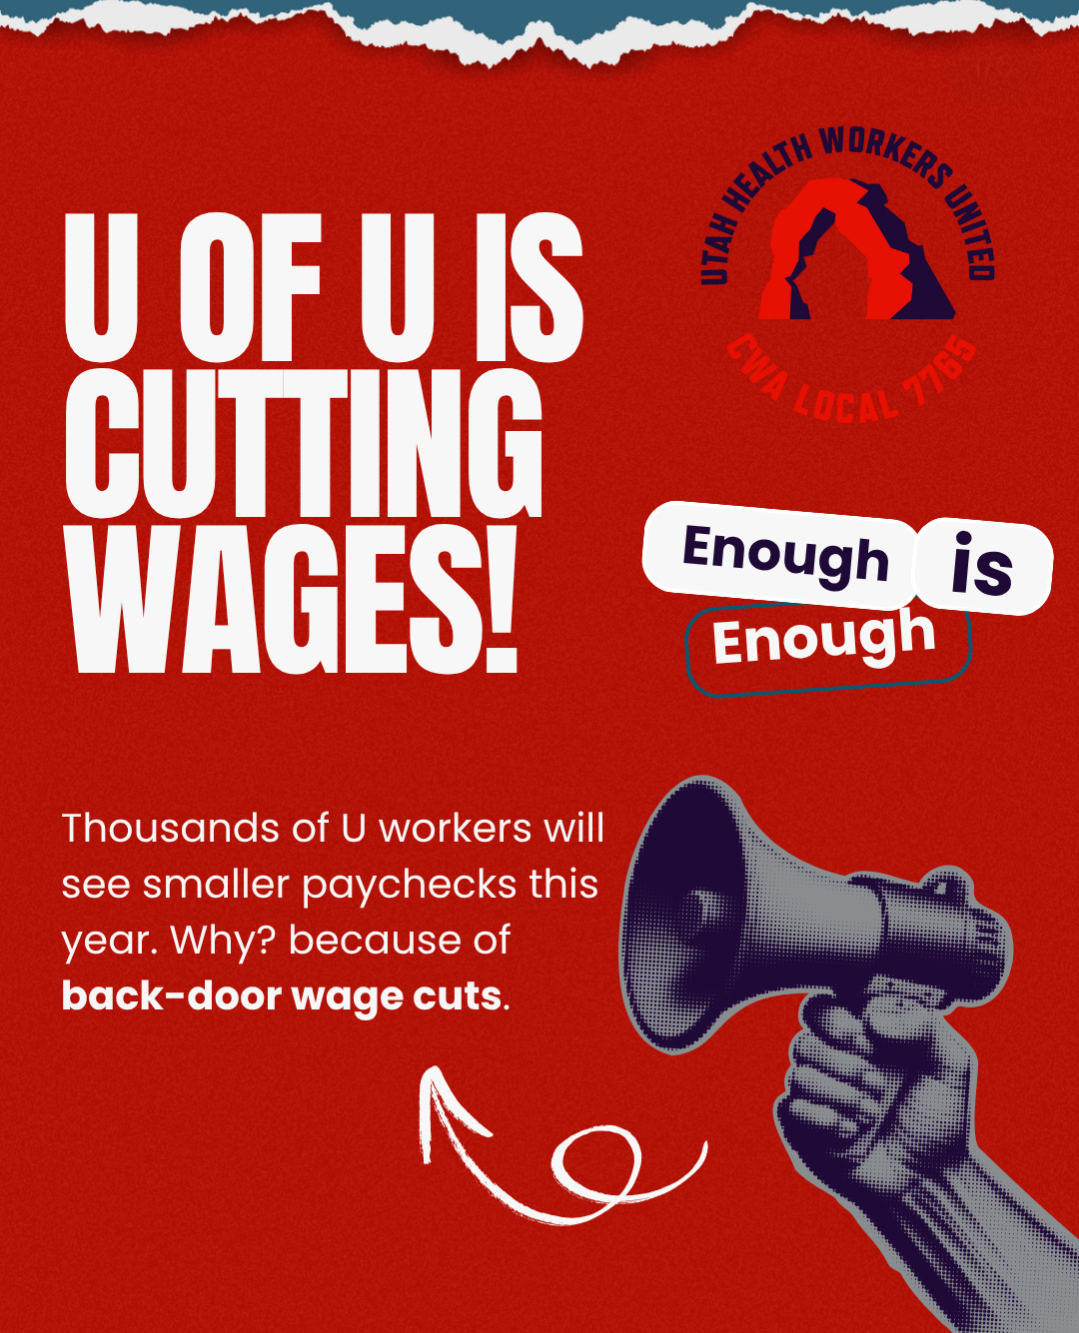 UTAH HEALTH WORKERS UNITED
CWA LOCAL 7765
U OF U IS
CUTTING
WAGES!
Enough is
Enough
Thousands of U workers will
see smaller paychecks this
year. Why? because of
back-door wage cuts.